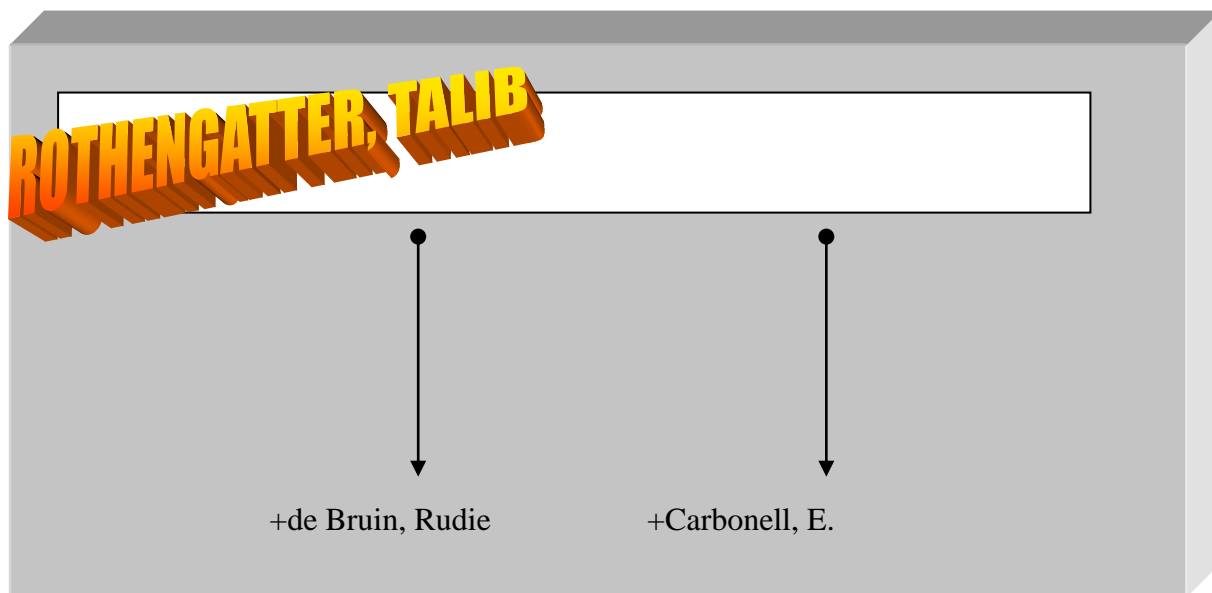 ROTHENGATTER, TALIB
+de Bruin, Rudie +Carbonell, E.